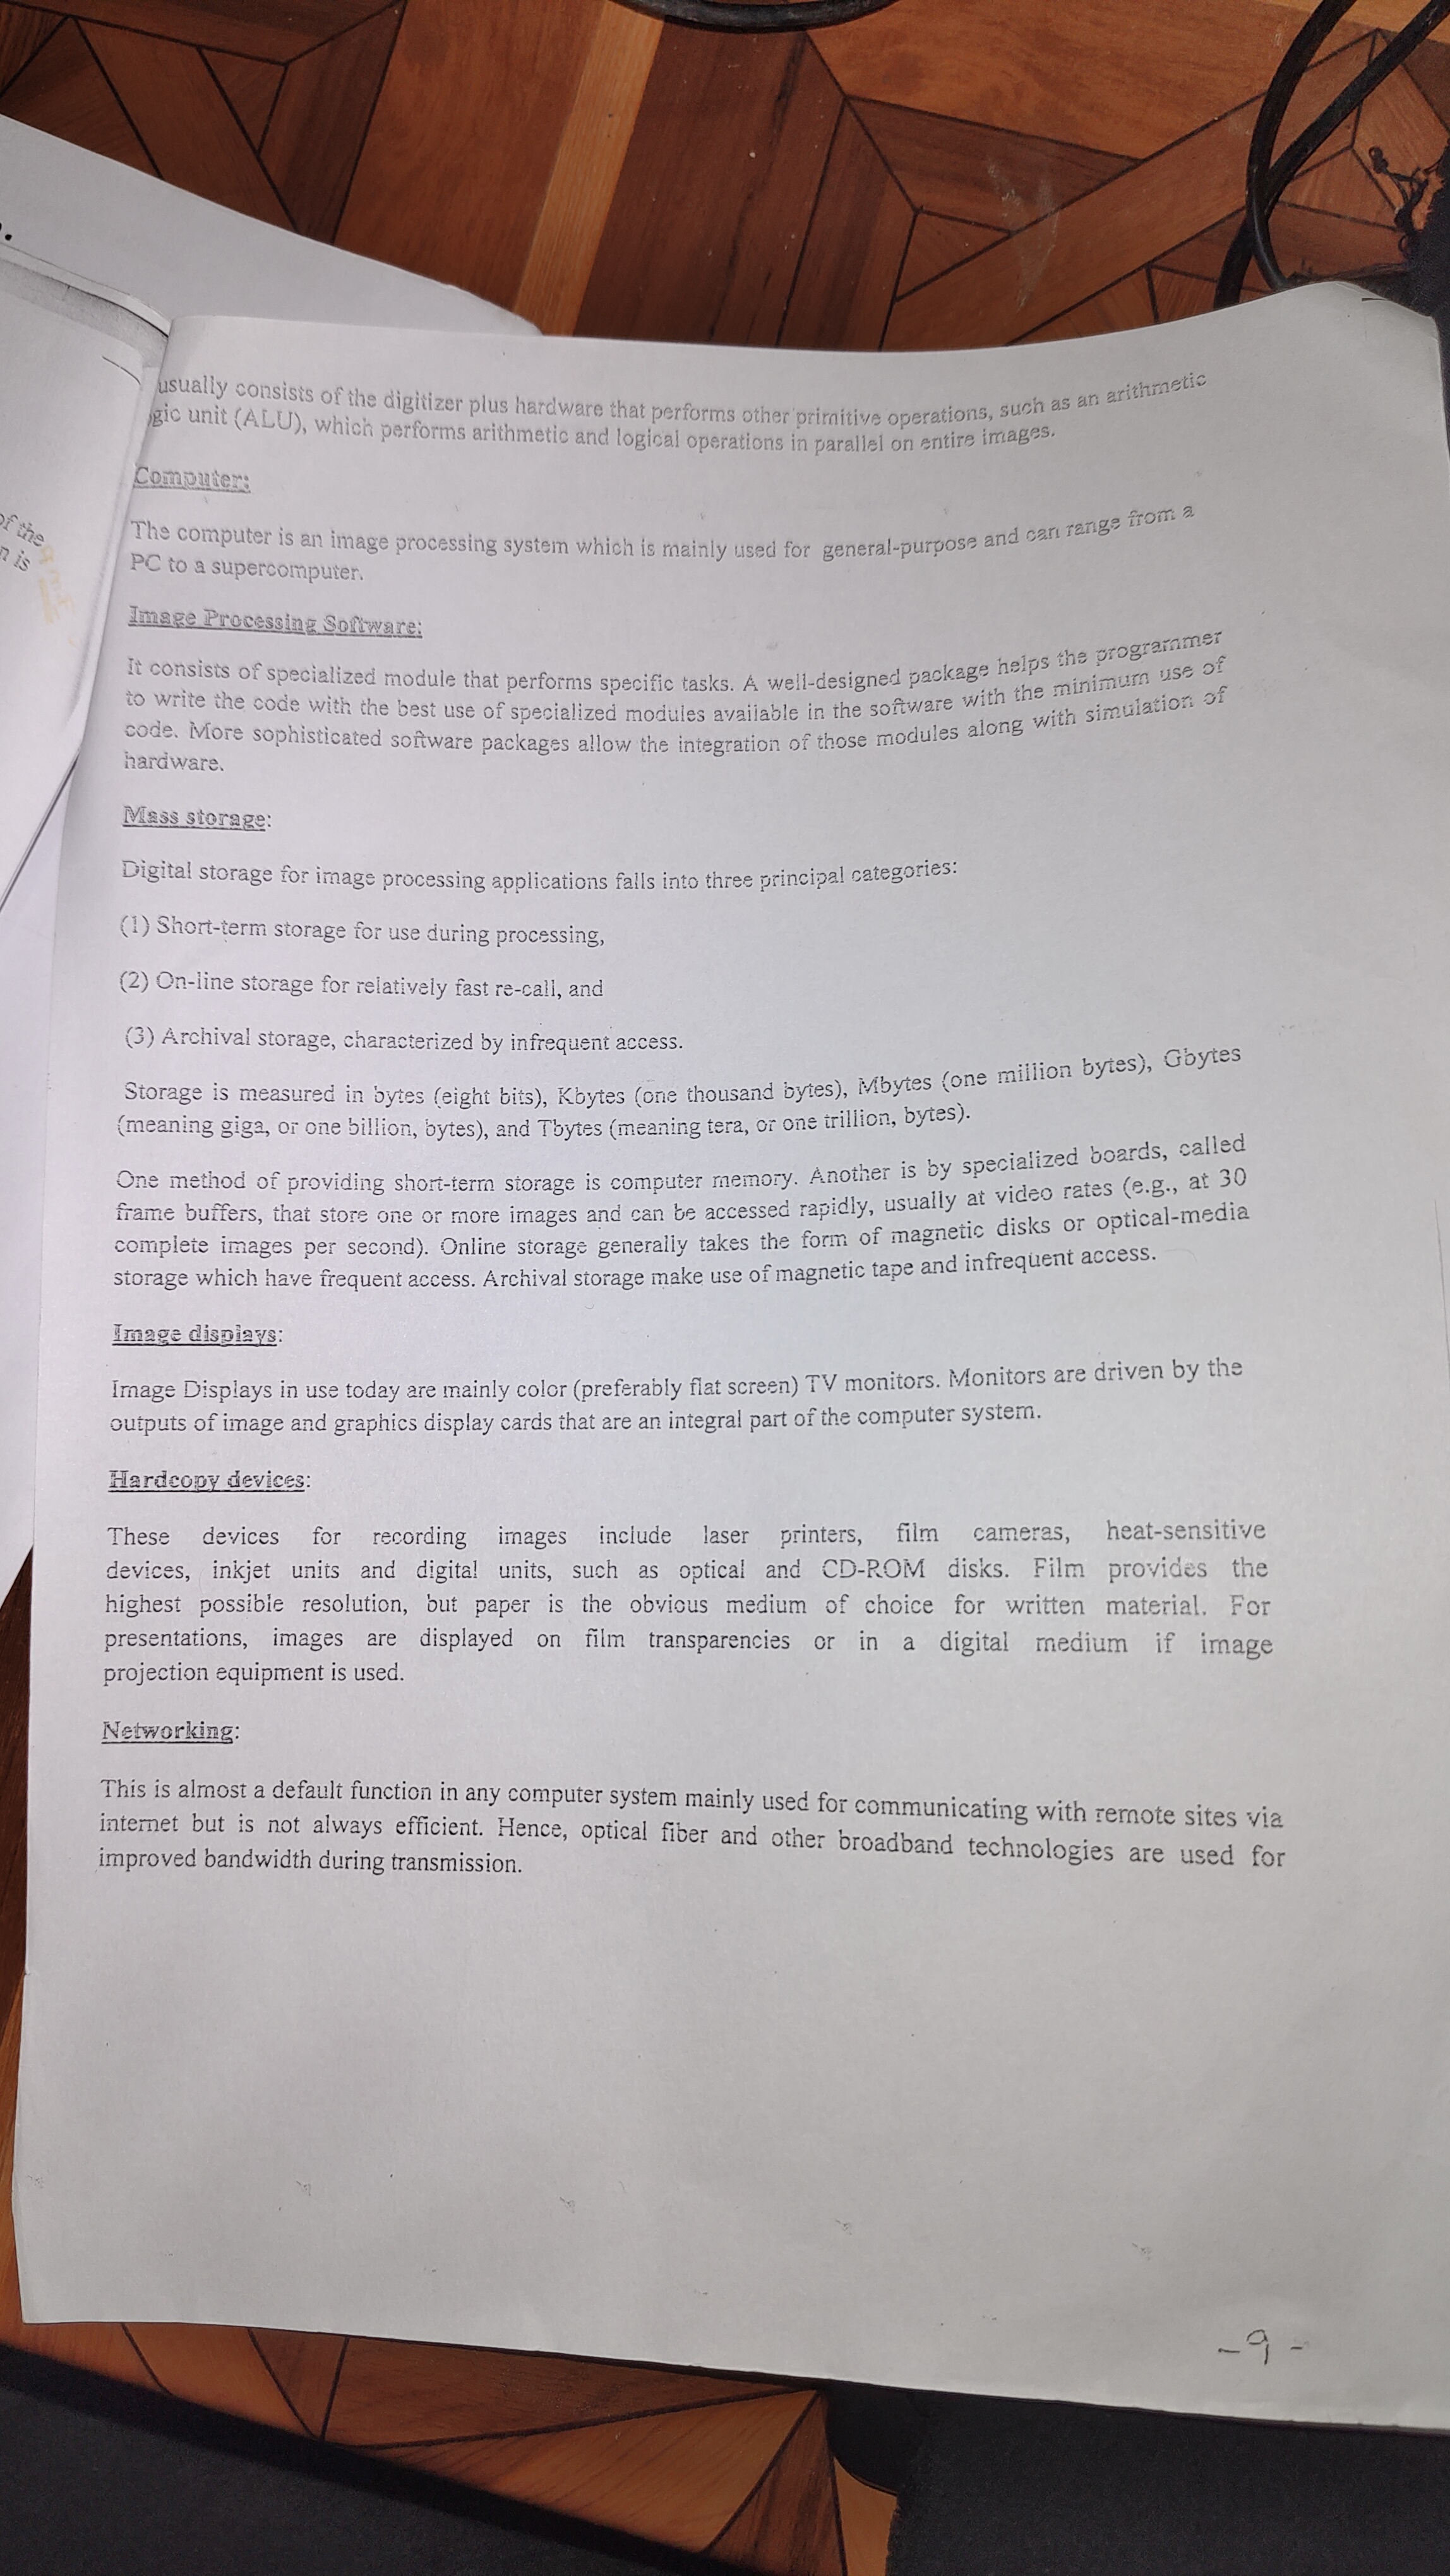 of the
n is
usually consists of the digitizer plus hardware that performs other primitive operations, such as an arithmetic
gic unit (ALU), which performs arithmetic and logical operations in parallel on entire images.
Computer:
The computer is an image processing system which is mainly used for general-purpose and can range from a
PC to a supercomputer.
Image Processing Software:
It consists of specialized module that performs specific tasks. A well-designed package helps the programmer
to write the code with the best use of specialized modules available in the software with the minimum use of
code. More sophisticated software packages allow the integration of those modules along with simulation of
hardware.
Mass storage:
Digital storage for image processing applications falls into three principal categories:
(1) Short-term storage for use during processing,
(2) On-line storage for relatively fast re-call, and
(3) Archival storage, characterized by infrequent access.
Storage is measured in bytes (eight bits), Kbytes (one thousand bytes), Mbytes (one million bytes), Gbytes
(meaning giga, or one billion, bytes), and Tbytes (meaning tera, or one trillion, bytes).
One method of providing short-term storage is computer memory. Another is by specialized boards, called
frame buffers, that store one or more images and can be accessed rapidly, usually at video rates (e.g., at 30
complete images per second). Online storage generally takes the form of magnetic disks or optical-media
storage which have frequent access. Archival storage make use of magnetic tape and infrequent access.
Image displays:
Image Displays in use today are mainly color (preferably flat screen) TV monitors. Monitors are driven by the
outputs of image and graphics display cards that are an integral part of the computer system.
Hardcopy devices:
These devices for recording images include laser printers, film cameras, heat-sensitive
devices, inkjet units and digital units, such as optical and CD-ROM disks. Film provides the
highest possible resolution, but paper is the obvious medium of choice for written material. For
presentations, images are displayed on film transparencies or in a digital medium if image
projection equipment is used.
Networking:
This is almost a default function in any computer system mainly used for communicating with remote sites via
internet but is not always efficient. Hence, optical fiber and other broadband technologies are used for
improved bandwidth during transmission.
-9-